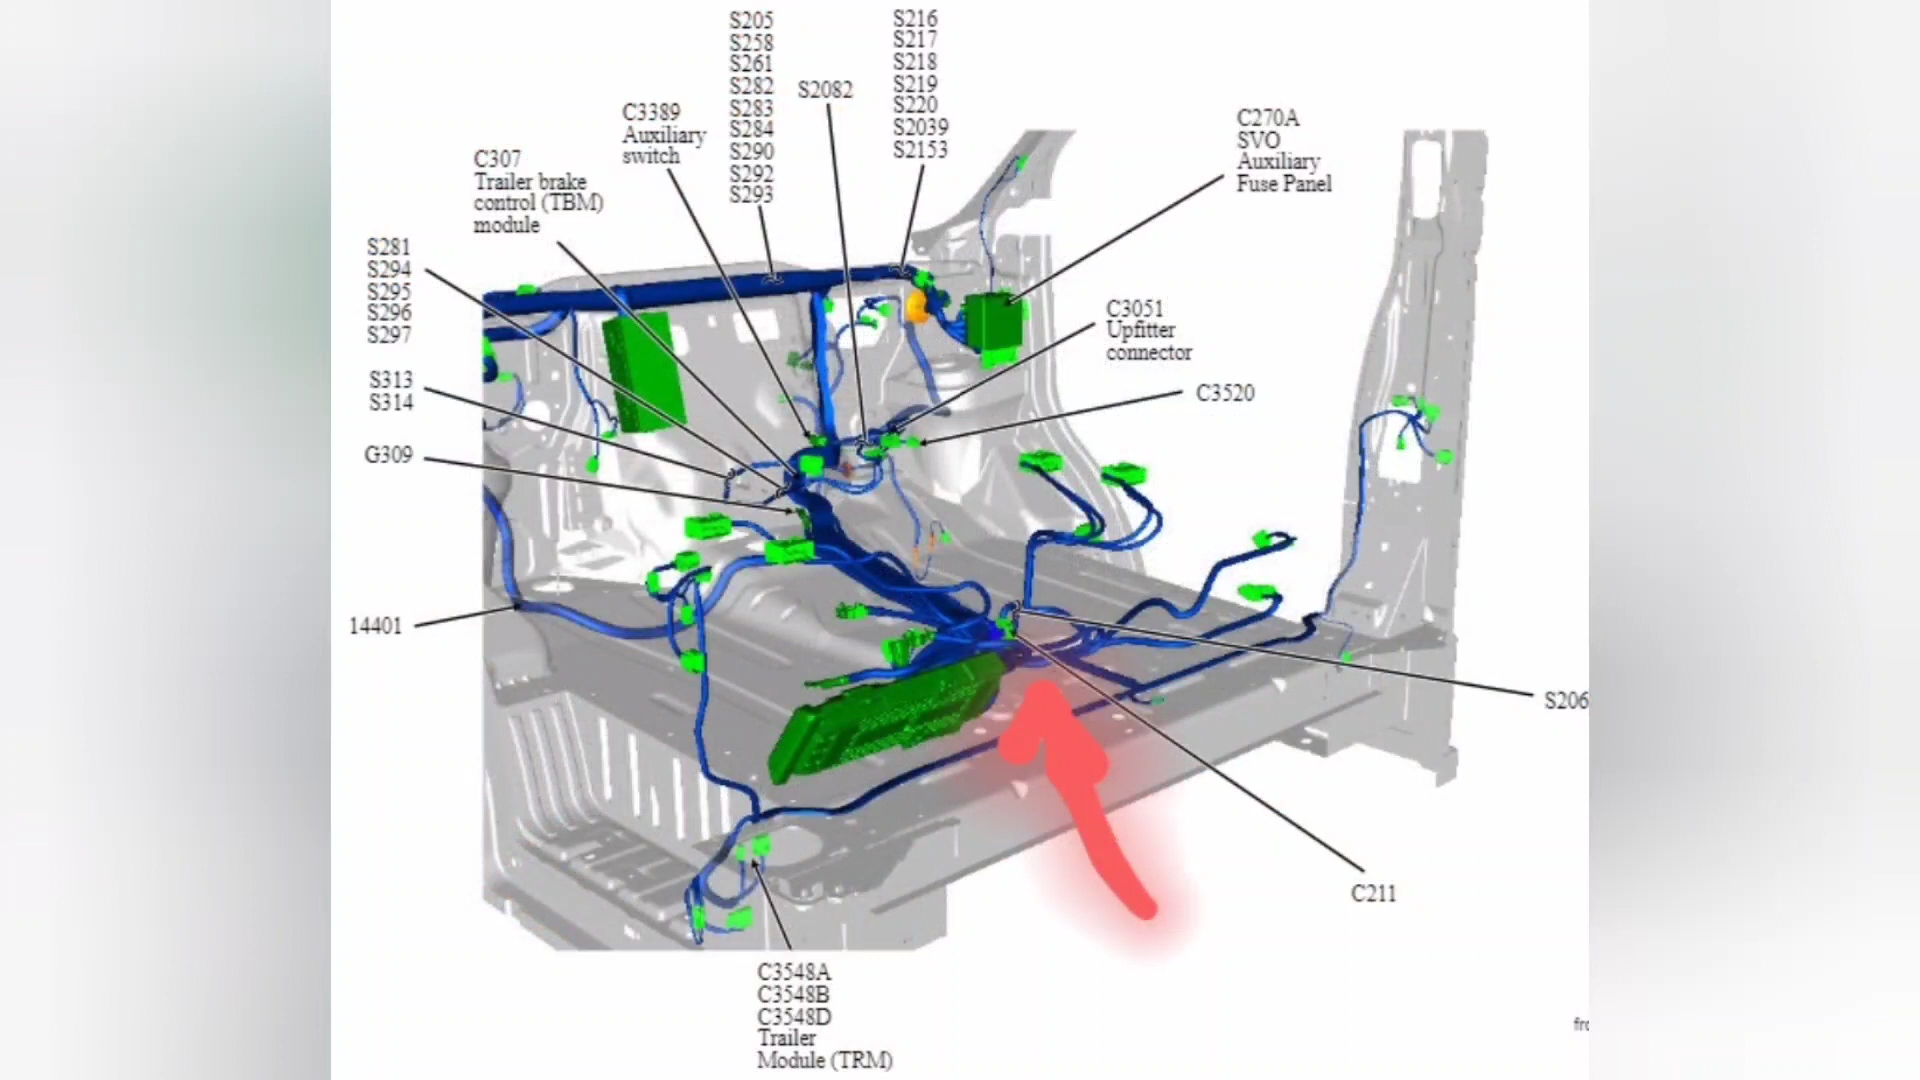 S205
S258
S261
S282
S283
S284
S290
S292
S293
S2082
S216
S217
S218
S219
S220
S2039
S2153
C3389
Auxiliary
switch
C307
Trailer brake
control (TBM)
module
C270A
SVO
Auxiliary
Fuse Panel
S281
S294
S295
S296
S297
C3051
Upfitter
connector
S313
S314
C3520
G309
14401
S206
C211
C3548A
C3548B
C3548D
Trailer
Module (TRM)